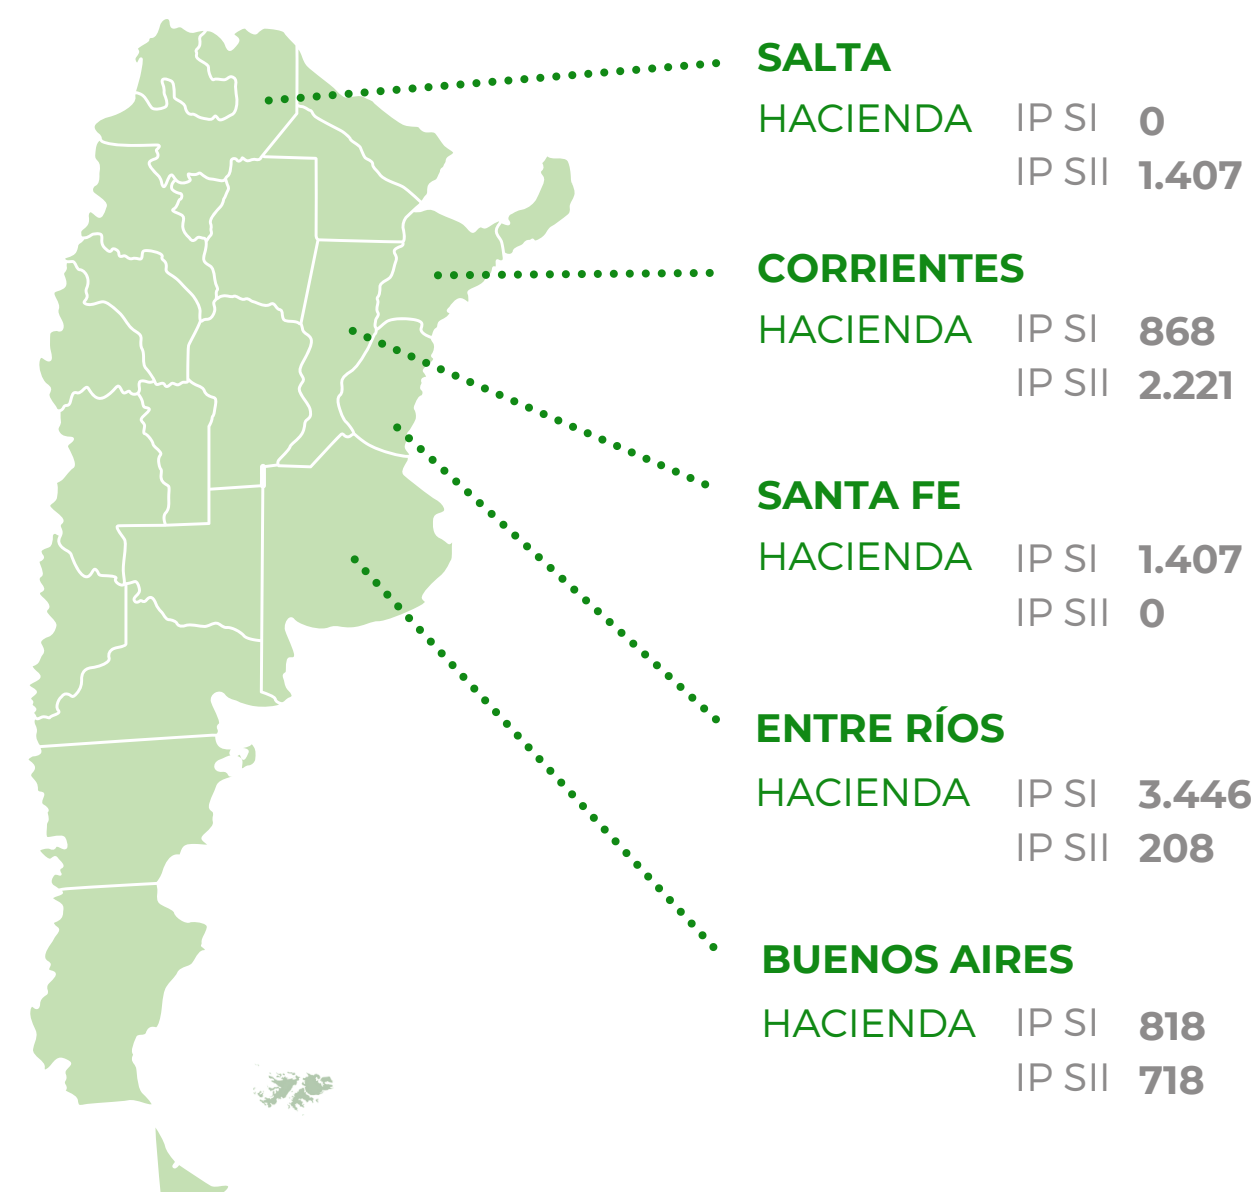 SALTA
HACIENDA IP SI 0
IP SII 1.407
CORRIENTES
HACIENDA IP SI 868
IP SII 2.221
SANTA FE
HACIENDA IP SI 1.407
IP SII 0
ENTRE RÍOS
HACIENDA IP SI 3.446
IP SII 208
BUENOS AIRES
HACIENDA IP SI 818
IP SII 718